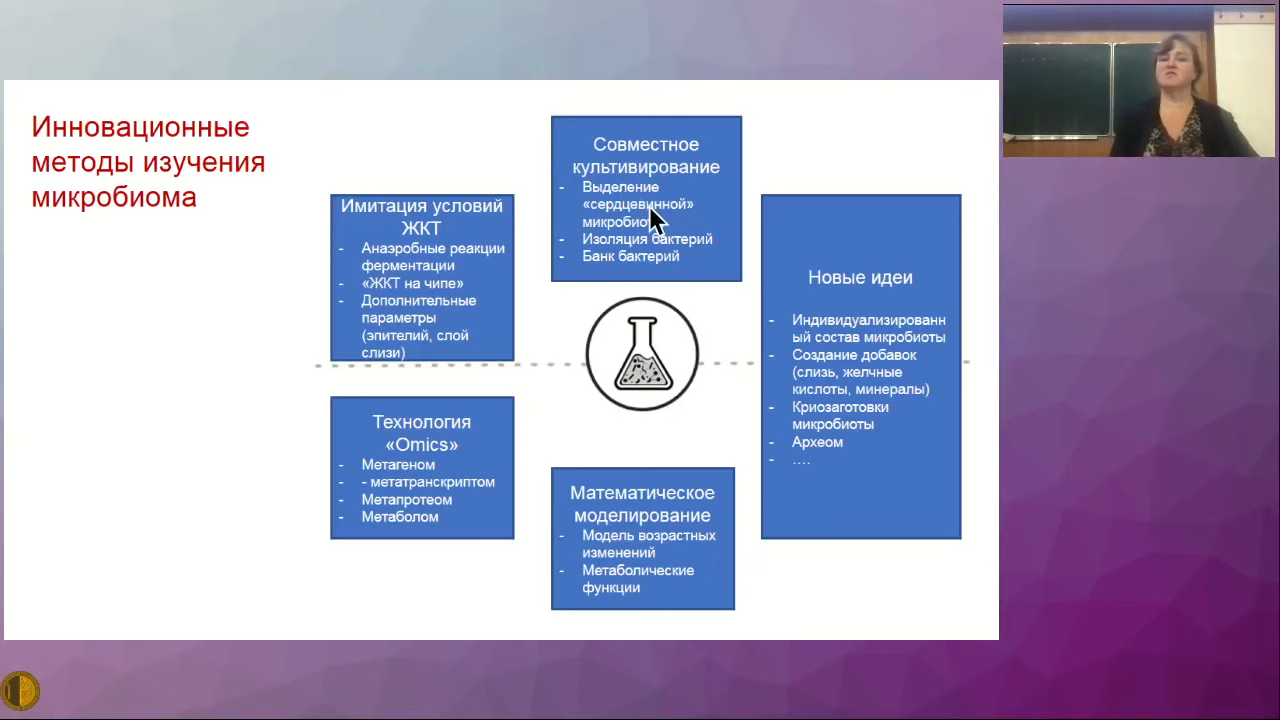 Инновационные
методы изучения
микробиома
Имитация условий
ЖКТ
- Анаэробные реакции
ферментации
- «ЖКТ на чипе»
- Дополнительные
параметры
(эпителий, слой
слизи)
Совместное
культивирование
- Выделение
«сердцевинной»
- Изоляция бактерий
- Банк бактерий
Новые идеи
- Индивидуализированн
ый состав микробиоты
- Создание добавок
(слизь, желчные
кислоты, минералы)
- Криозаготовки
микробиоты
- Археом
- ....
Технология
«Omics»
- Метагеном
- - метатранскриптом
- Метапротеом
- Метаболом
Математическое
моделирование
- Модель возрастных
изменений
- Метаболические
функции